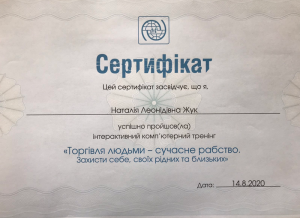 Сертифікат
Цей сертифікат засвідчує, що я,
Наталія Леонідівна Жук
успішно пройшов(ла)
інтерактивний комп'ютерний тренінг
«Торгівля людьми – сучасне рабство.
Захисти себе, своїх рідних та близьких»
Дата: 14.8.2020